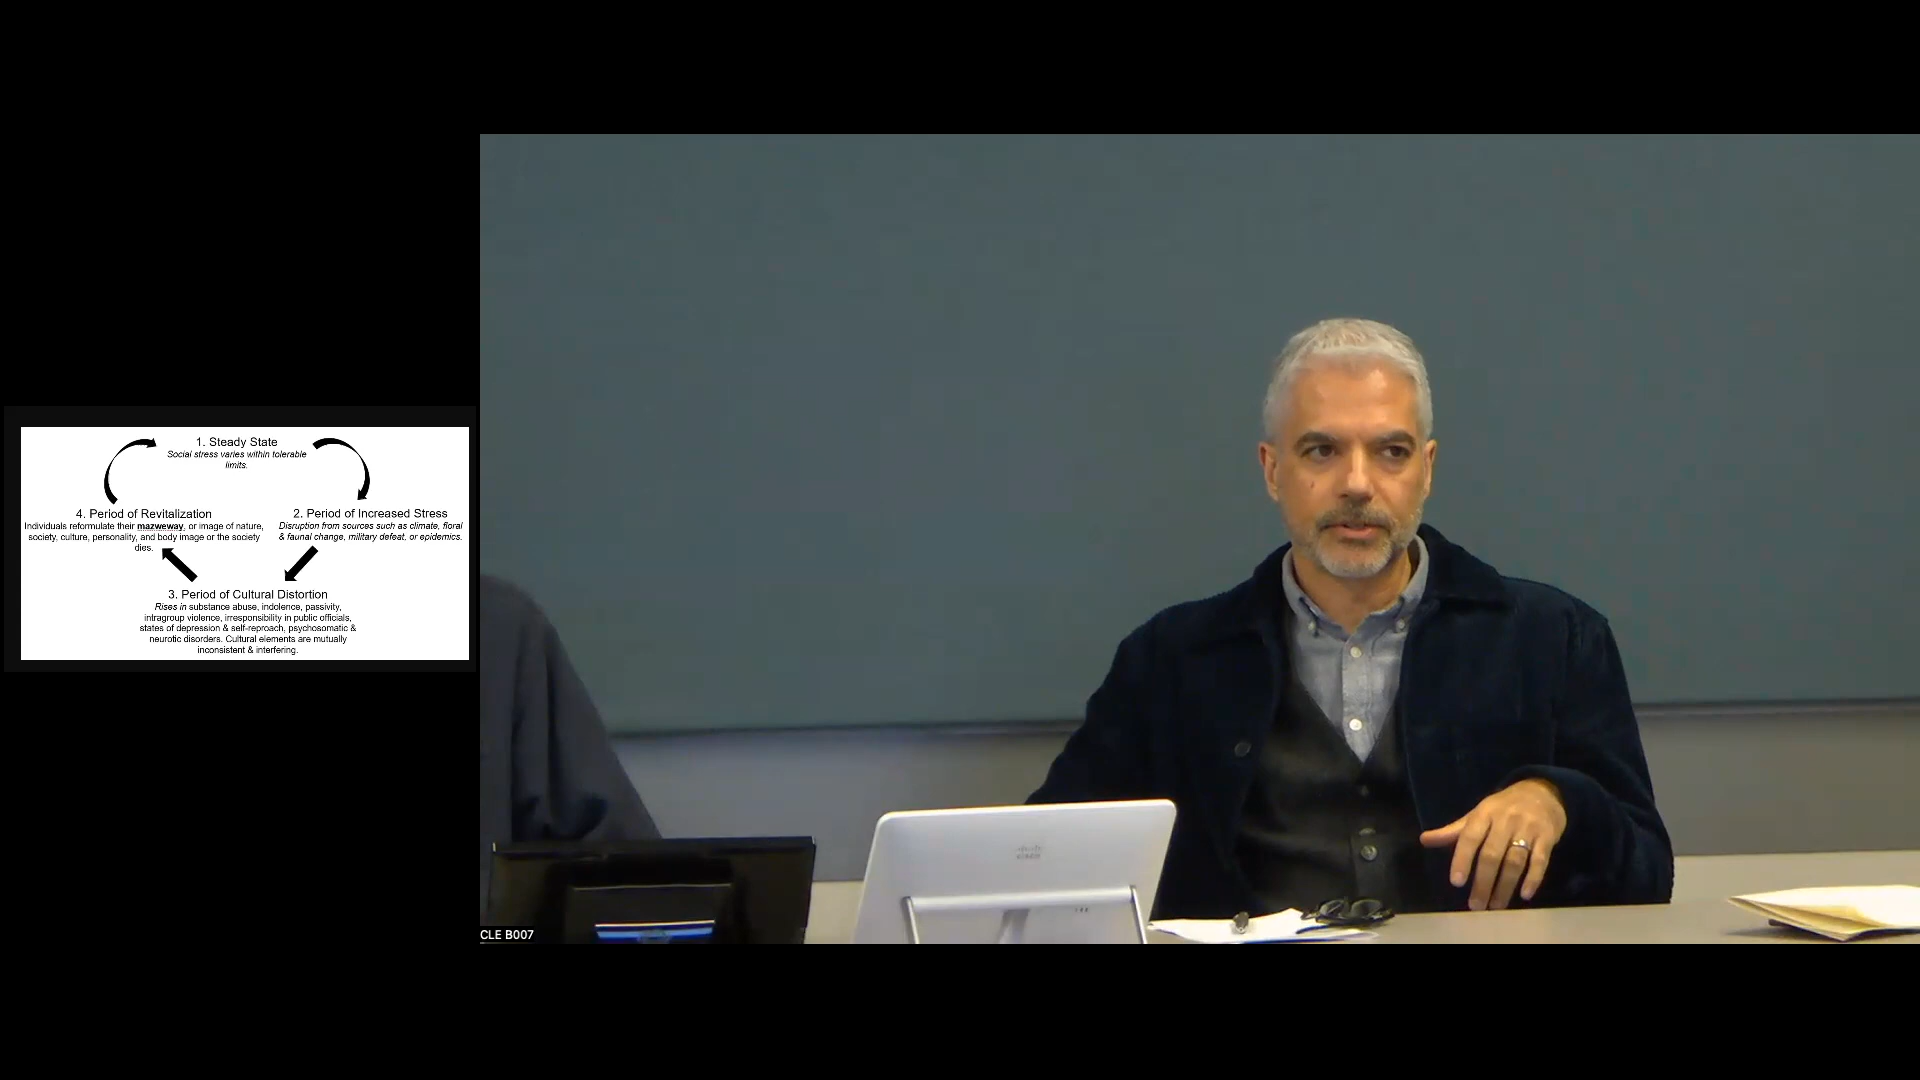 1. Steady State
Social stress varies within tolerable
limits.
4. Period of Revitalization
Individuals reformulate their mazweway, or image of nature,
society, culture, personality, and body image or the society
dies.
2. Period of Increased Stress
Disruption from sources such as climate, floral
& faunal change, military defeat, or epidemics.
3. Period of Cultural Distortion
Rises in substance abuse, indolence, passivity,
intragroup violence, irresponsibility in public officials,
states of depression & self-reproach, psychosomatic &
neurotic disorders. Cultural elements are mutually
inconsistent & interfering.
CLE B007